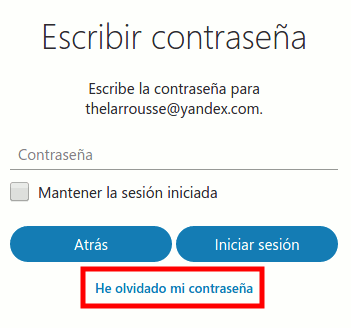 Escribir contraseña
Escribe la contraseña para
thelarrousse@yandex.com.
Contraseña
Mantener la sesión iniciada
Atrás
Iniciar sesión
He olvidado mi contraseña